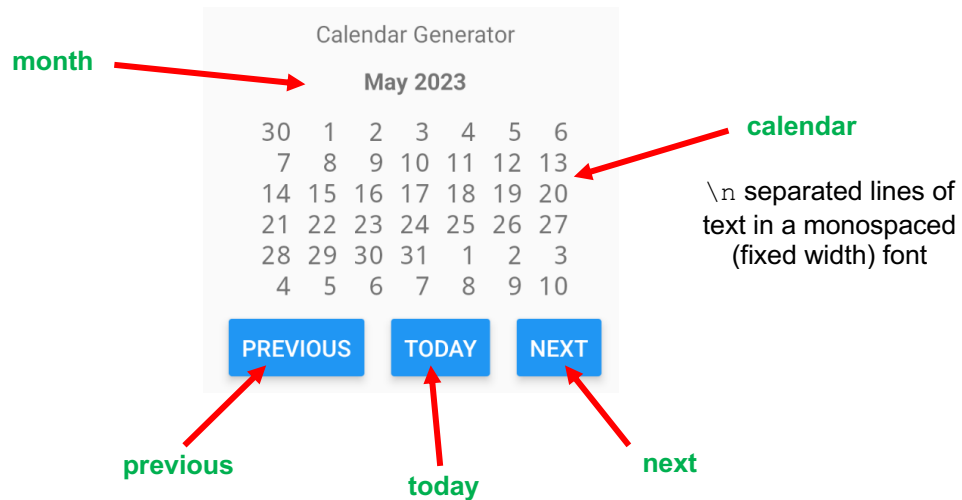 Calendar Generator
month
May 2023
calendar
30 1 2 3 4 5 6
7 8 9 10 11 12 13
14 15 16 17 18 19 20
21 22 23 24 25 26 27
28 29 30 31 1 2 3
4 5 6 7 8 9 10
\n separated lines of
text in a monospaced
(fixed width) font
PREVIOUS TODAY NEXT
previous
today
next